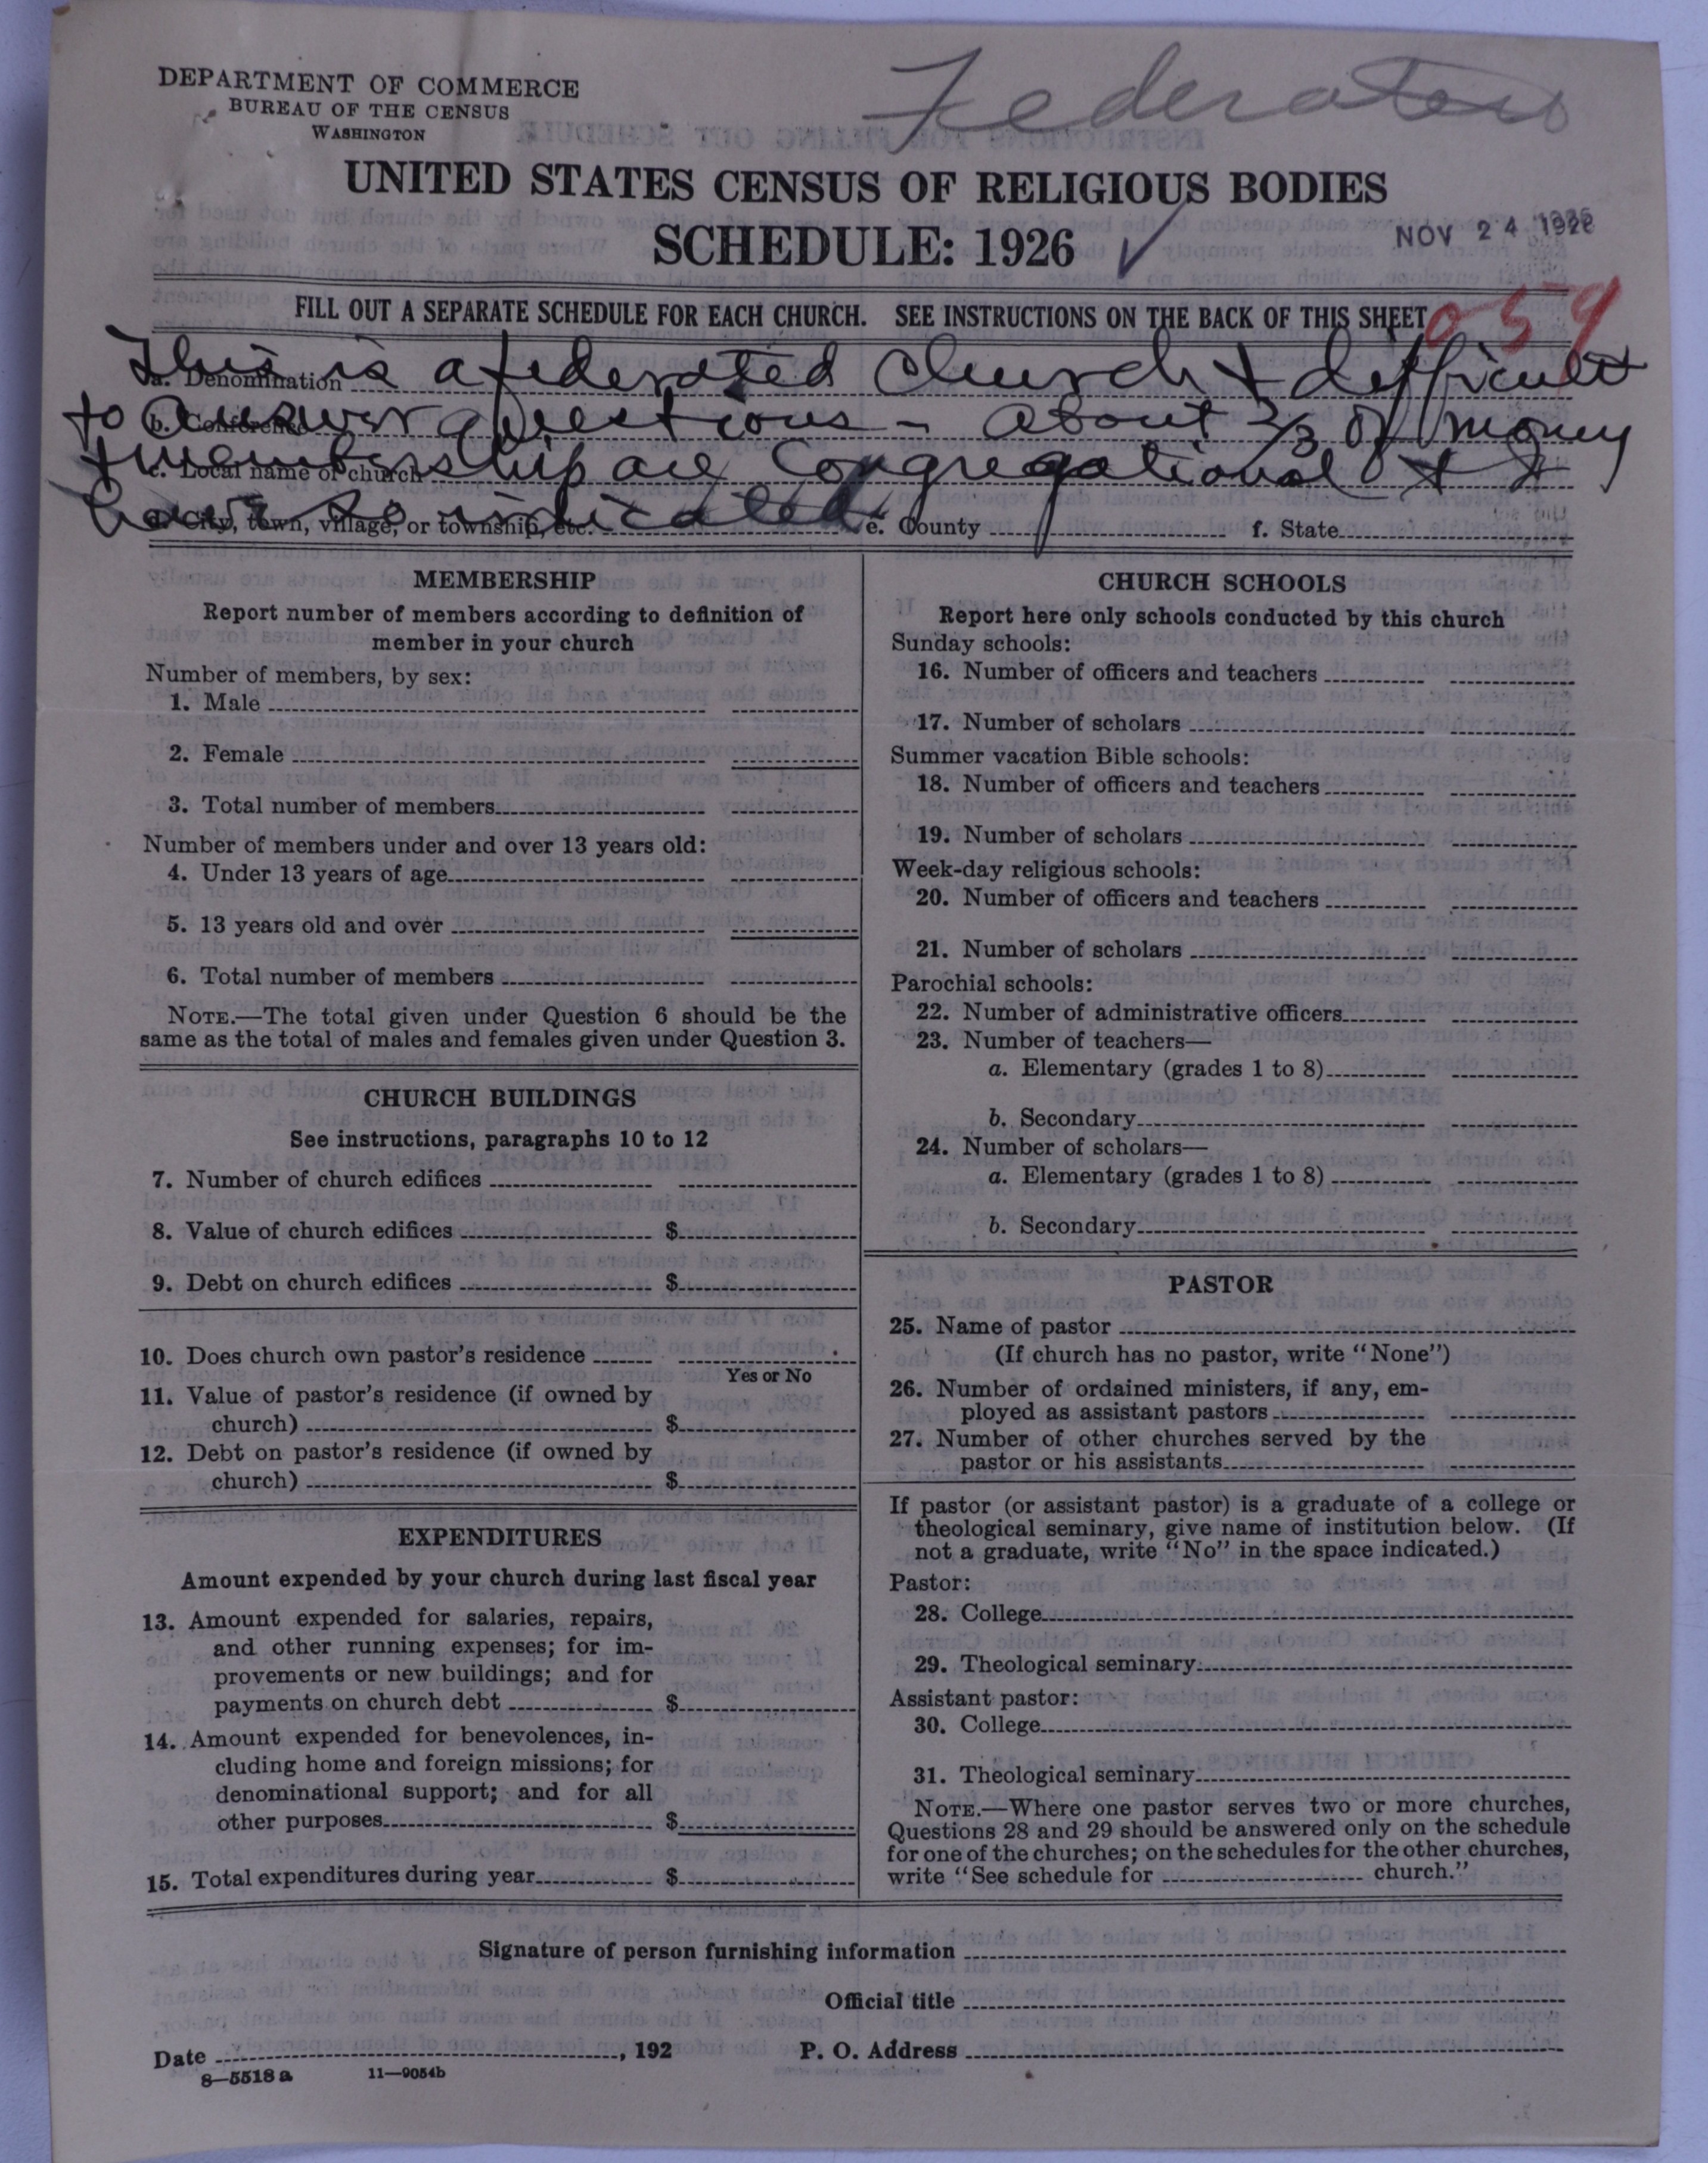 DEPARTMENT OF COMMERCE
BUREAU OF THE CENSUS
WASHINGTON
Federated
UNITED STATES CENSUS OF RELIGIOUS BODIES
SCHEDULE: 1926 ✓
NOV 24 1926
FILL OUT A SEPARATE SCHEDULE FOR EACH CHURCH. SEE INSTRUCTIONS ON THE BACK OF THIS SHEET
059
This is a federated church & difficult
a. Denomination
to answer questions - about 2/3 of money
b. Conference
& membership are Congregational & I
c. Local name of church
have so indicated.
d. City, town, village, or township, etc. e. County f. State
MEMBERSHIP
Report number of members according to definition of
member in your church
Number of members, by sex:
1. Male
2. Female
3. Total number of members
Number of members under and over 13 years old:
4. Under 13 years of age
5. 13 years old and over
6. Total number of members
NOTE.—The total given under Question 6 should be the
same as the total of males and females given under Question 3.
CHURCH BUILDINGS
See instructions, paragraphs 10 to 12
7. Number of church edifices
8. Value of church edifices $
9. Debt on church edifices $
10. Does church own pastor's residence
Yes or No
11. Value of pastor's residence (if owned by
church) $
12. Debt on pastor's residence (if owned by
church) $
EXPENDITURES
Amount expended by your church during last fiscal year
13. Amount expended for salaries, repairs,
and other running expenses; for im-
provements or new buildings; and for
payments on church debt $
14. Amount expended for benevolences, in-
cluding home and foreign missions; for
denominational support; and for all
other purposes $
15. Total expenditures during year $
CHURCH SCHOOLS
Report here only schools conducted by this church
Sunday schools:
16. Number of officers and teachers
17. Number of scholars
Summer vacation Bible schools:
18. Number of officers and teachers
19. Number of scholars
Week-day religious schools:
20. Number of officers and teachers
21. Number of scholars
Parochial schools:
22. Number of administrative officers
23. Number of teachers—
a. Elementary (grades 1 to 8)
b. Secondary
24. Number of scholars—
a. Elementary (grades 1 to 8)
b. Secondary
PASTOR
25. Name of pastor
(If church has no pastor, write "None")
26. Number of ordained ministers, if any, em-
ployed as assistant pastors
27. Number of other churches served by the
pastor or his assistants
If pastor (or assistant pastor) is a graduate of a college or
theological seminary, give name of institution below. (If
not a graduate, write "No" in the space indicated.)
Pastor:
28. College
29. Theological seminary
Assistant pastor:
30. College
31. Theological seminary
NOTE.—Where one pastor serves two or more churches,
Questions 28 and 29 should be answered only on the schedule
for one of the churches; on the schedules for the other churches,
write "See schedule for church."
Signature of person furnishing information
Official title
Date , 192 P. O. Address
8—5518 a 11—9054b